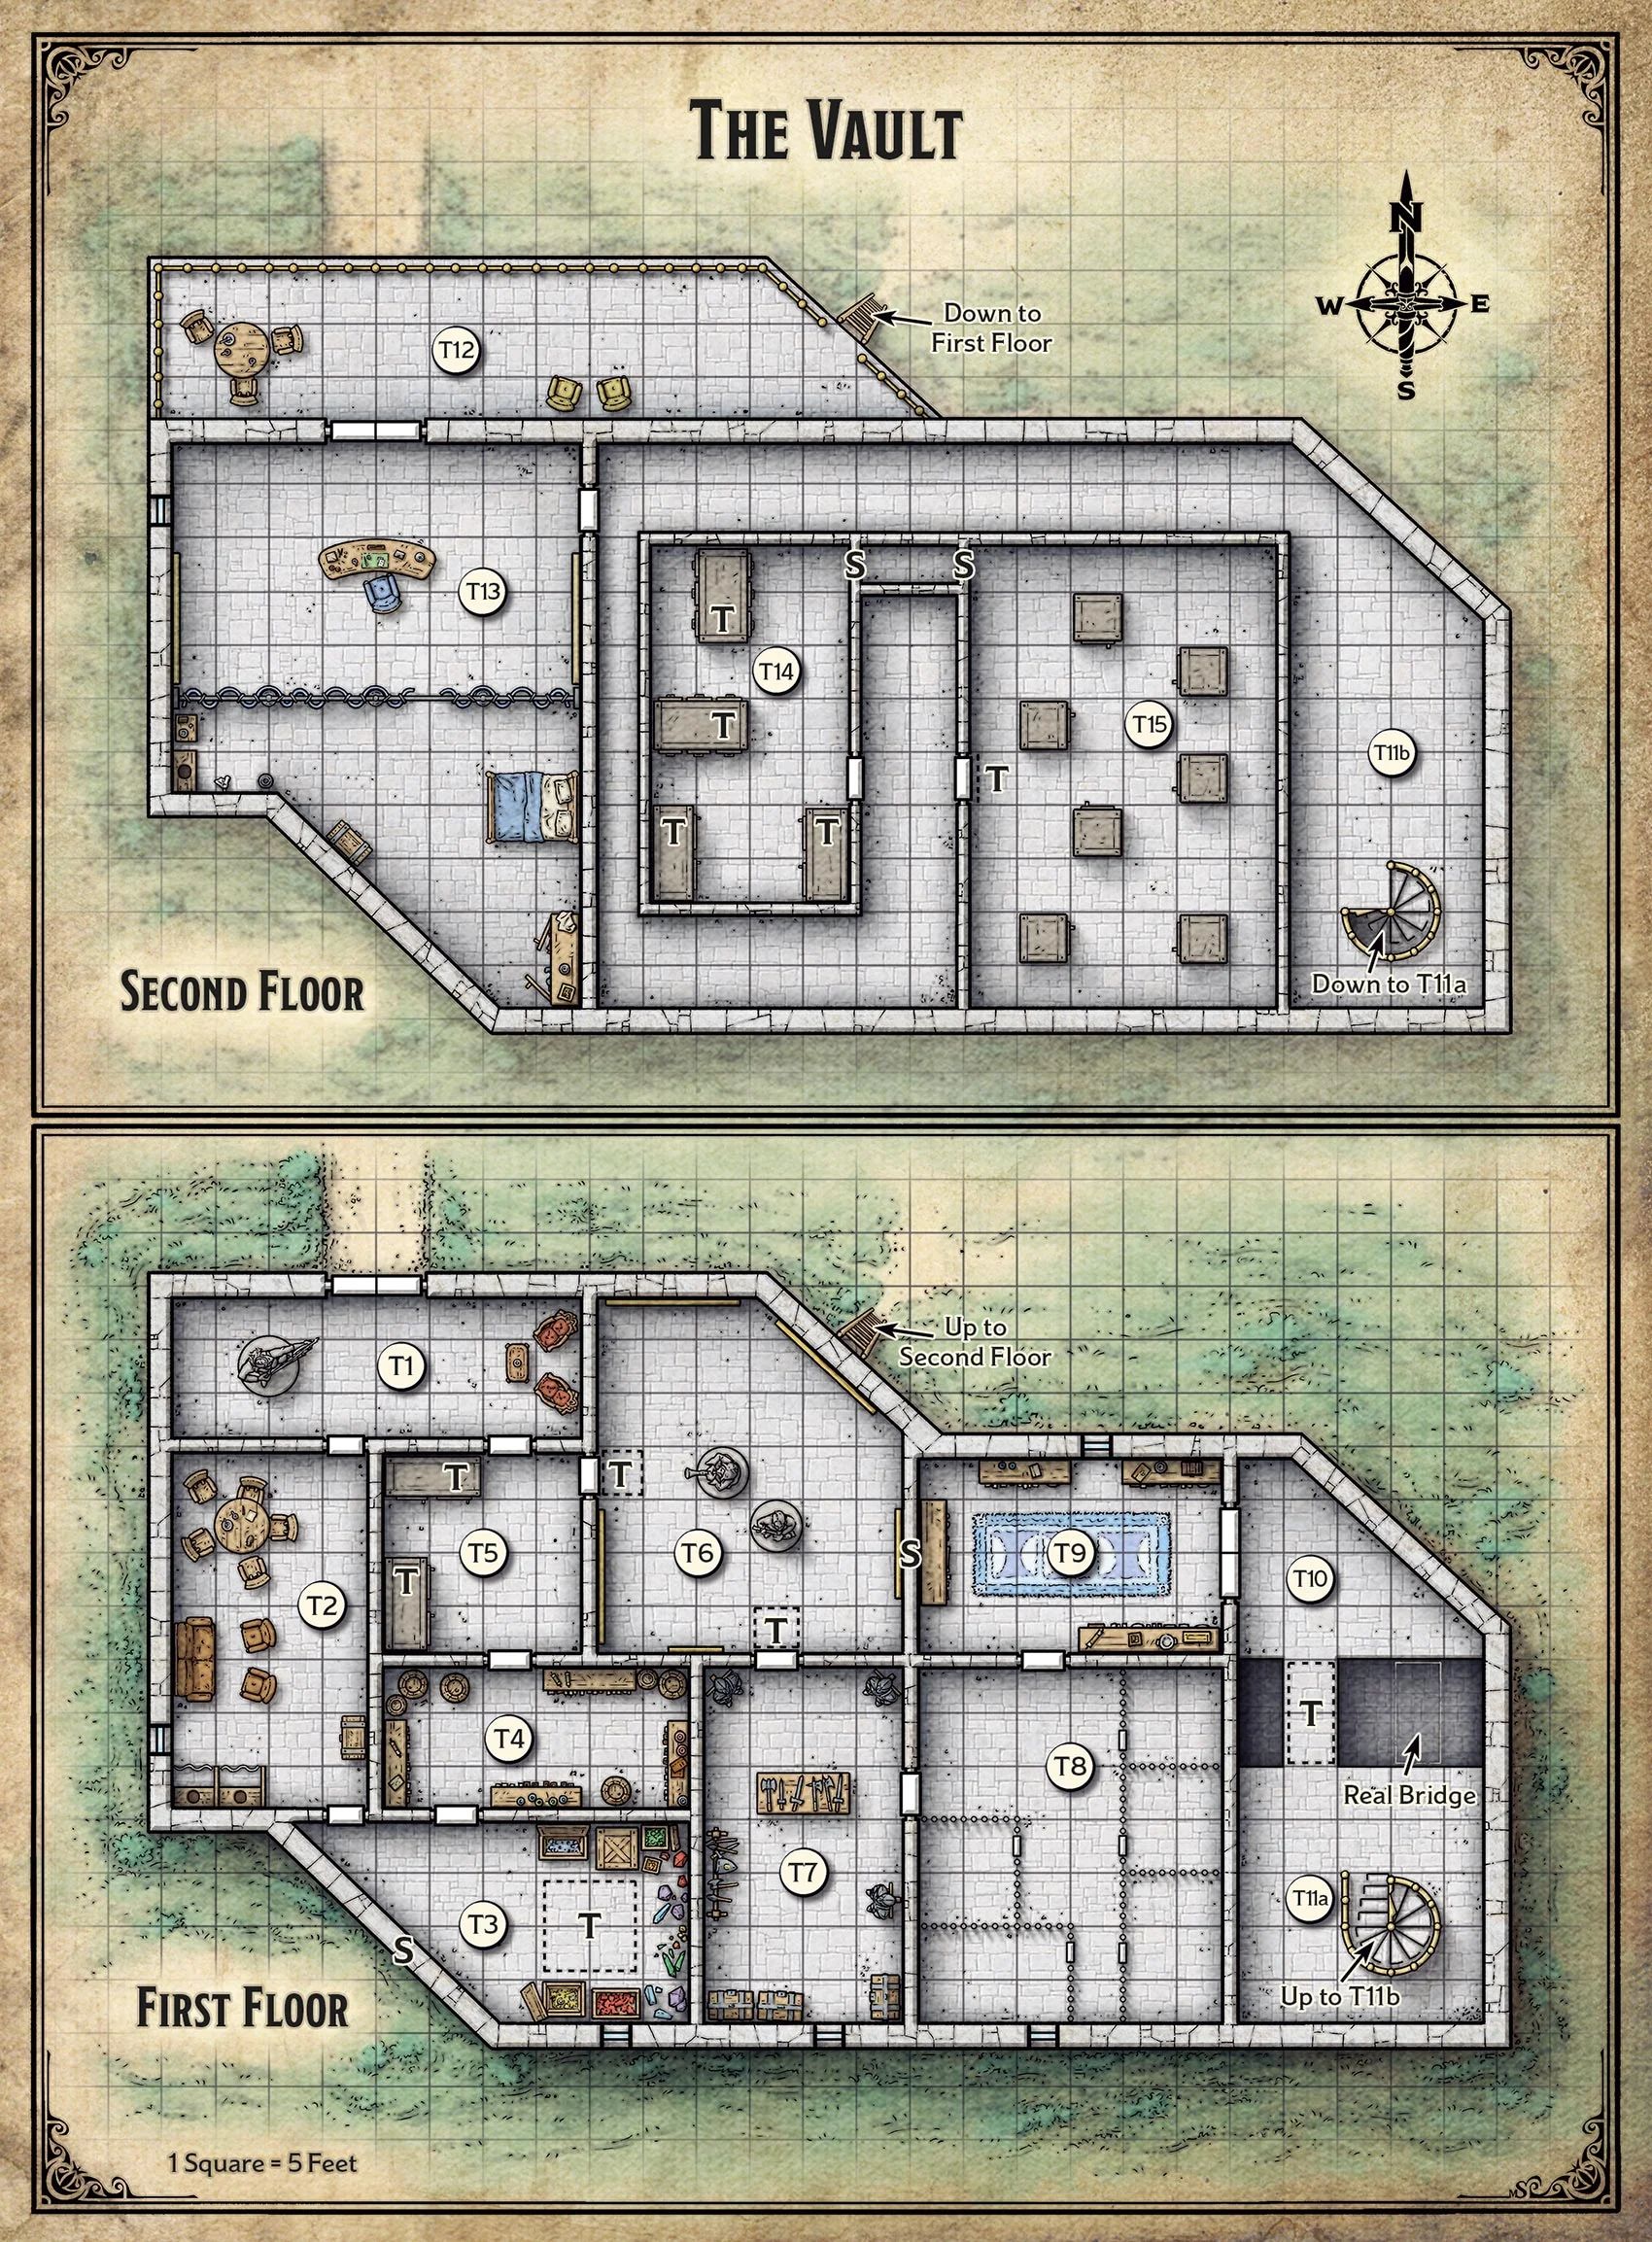 THE VAULT
N
W
E
S
Down to
First Floor
T12
T13
S
S
T
T14
T
T15
T11b
T
T
T
Down to T11a
SECOND FLOOR
Up to
Second Floor
T1
T
T
T5
T6
S
T9
T10
T
T2
T
T
T4
T8
Real Bridge
T7
T11a
T3
T
S
Up to T11b
FIRST FLOOR
1 Square = 5 Feet